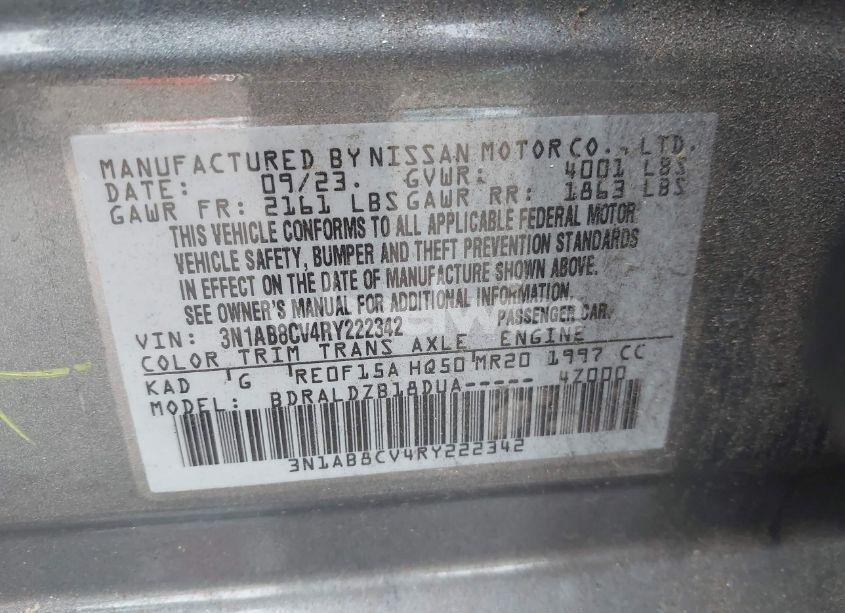 MANUFACTURED BY NISSAN MOTOR CO., LTD.
DATE: 09/23. GVWR: 4001 LBS
GAWR FR: 2161 LBS GAWR RR: 1863 LBS
THIS VEHICLE CONFORMS TO ALL APPLICABLE FEDERAL MOTOR
VEHICLE SAFETY, BUMPER AND THEFT PREVENTION STANDARDS
IN EFFECT ON THE DATE OF MANUFACTURE SHOWN ABOVE.
SEE OWNER'S MANUAL FOR ADDITIONAL INFORMATION.
VIN: 3N1AB8CV4RY222342 PASSENGER CAR.
COLOR TRIM TRANS AXLE ENGINE
KAD G RE0F15A HQ50 MR20 1997 CC
MODEL: BDRALDZB18DUA----- 4Z000
3N1AB8CV4RY222342